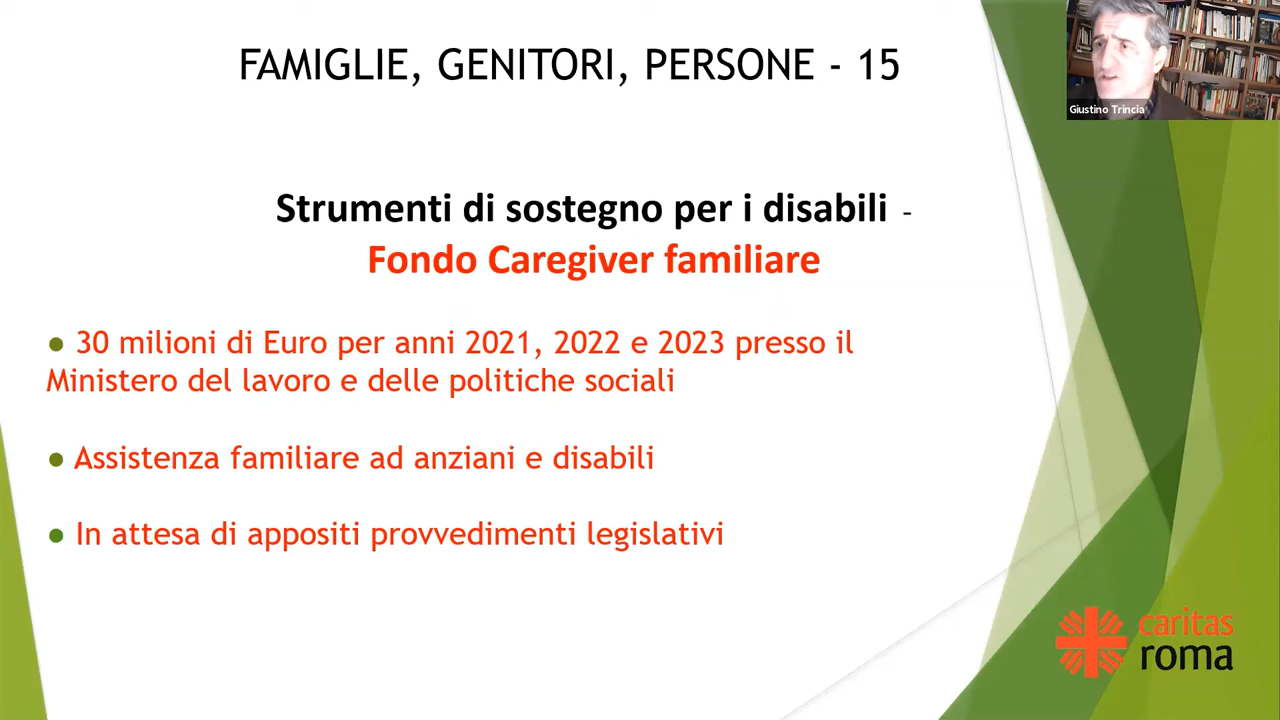 FAMIGLIE, GENITORI, PERSONE - 15
Giustino Trincia
Strumenti di sostegno per i disabili -
Fondo Caregiver familiare
● 30 milioni di Euro per anni 2021, 2022 e 2023 presso il
Ministero del lavoro e delle politiche sociali
● Assistenza familiare ad anziani e disabili
● In attesa di appositi provvedimenti legislativi
caritas
roma